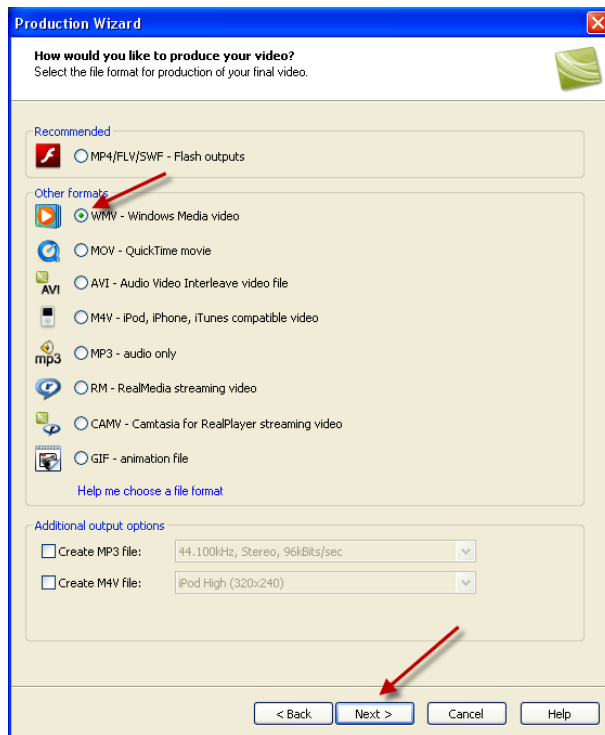 Production Wizard
How would you like to produce your video?
Select the file format for production of your final video.
Recommended
MP4/FLV/SWF - Flash outputs
Other formats
WMV - Windows Media video
MOV - QuickTime movie
AVI
AVI - Audio Video Interleave video file
M4V - iPod, iPhone, iTunes compatible video
mp3
MP3 - audio only
RM - RealMedia streaming video
CAMV - Camtasia for RealPlayer streaming video
GIF - animation file
Help me choose a file format
Additional output options
Create MP3 file: 44.100kHz, Stereo, 96kBits/sec
Create M4V file: iPod High (320x240)
< Back Next > Cancel Help